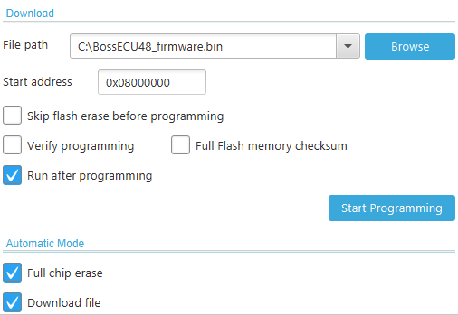 Download
File path C:\BossECU48_firmware.bin Browse
Start address 0x08000000
Skip flash erase before programming
Verify programming Full Flash memory checksum
Run after programming
Start Programming
Automatic Mode
Full chip erase
Download file